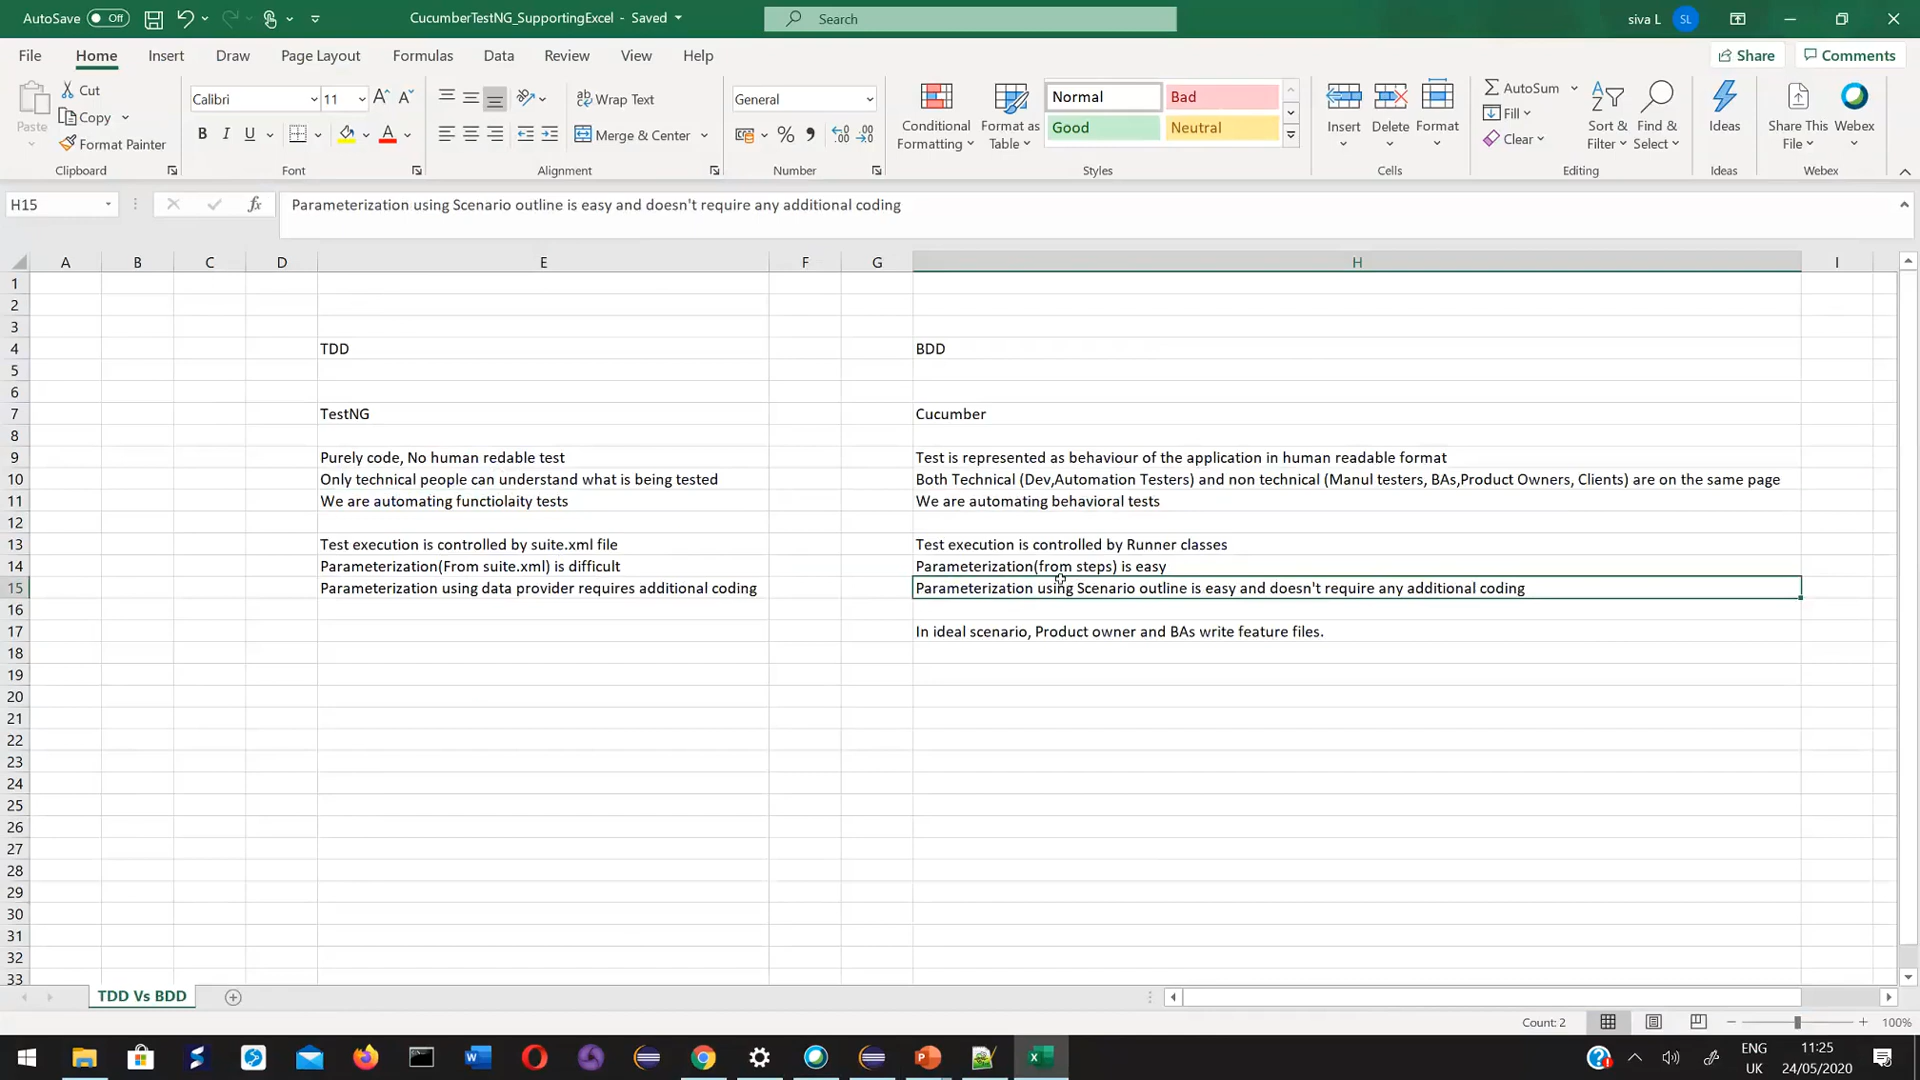 AutoSave Off CucumberTestNG_SupportingExcel - Saved Search siva L SL
File Home Insert Draw Page Layout Formulas Data Review View Help Share Comments
Paste Cut Copy Format Painter Clipboard
Calibri 11 B I U A Font
Wrap Text Merge & Center Alignment
General % Number
Conditional Formatting Format as Table Normal Bad Good Neutral Styles
Insert Delete Format Cells
AutoSum Fill Clear Sort & Filter Find & Select Editing
Ideas Ideas
Share This File Webex Webex
H15 fx Parameterization using Scenario outline is easy and doesn't require any additional coding
A B C D E F G H I
1
2
3
4 TDD BDD
5
6
7 TestNG Cucumber
8
9 Purely code, No human redable test Test is represented as behaviour of the application in human readable format
10 Only technical people can understand what is being tested Both Technical (Dev,Automation Testers) and non technical (Manul testers, BAs,Product Owners, Clients) are on the same page
11 We are automating functiolaity tests We are automating behavioral tests
12
13 Test execution is controlled by suite.xml file Test execution is controlled by Runner classes
14 Parameterization(From suite.xml) is difficult Parameterization(from steps) is easy
15 Parameterization using data provider requires additional coding Parameterization using Scenario outline is easy and doesn't require any additional coding
16
17 In ideal scenario, Product owner and BAs write feature files.
18
19
20
21
22
23
24
25
26
27
28
29
30
31
32
33
TDD Vs BDD
Count: 2 100%
ENG 11:25
UK 24/05/2020